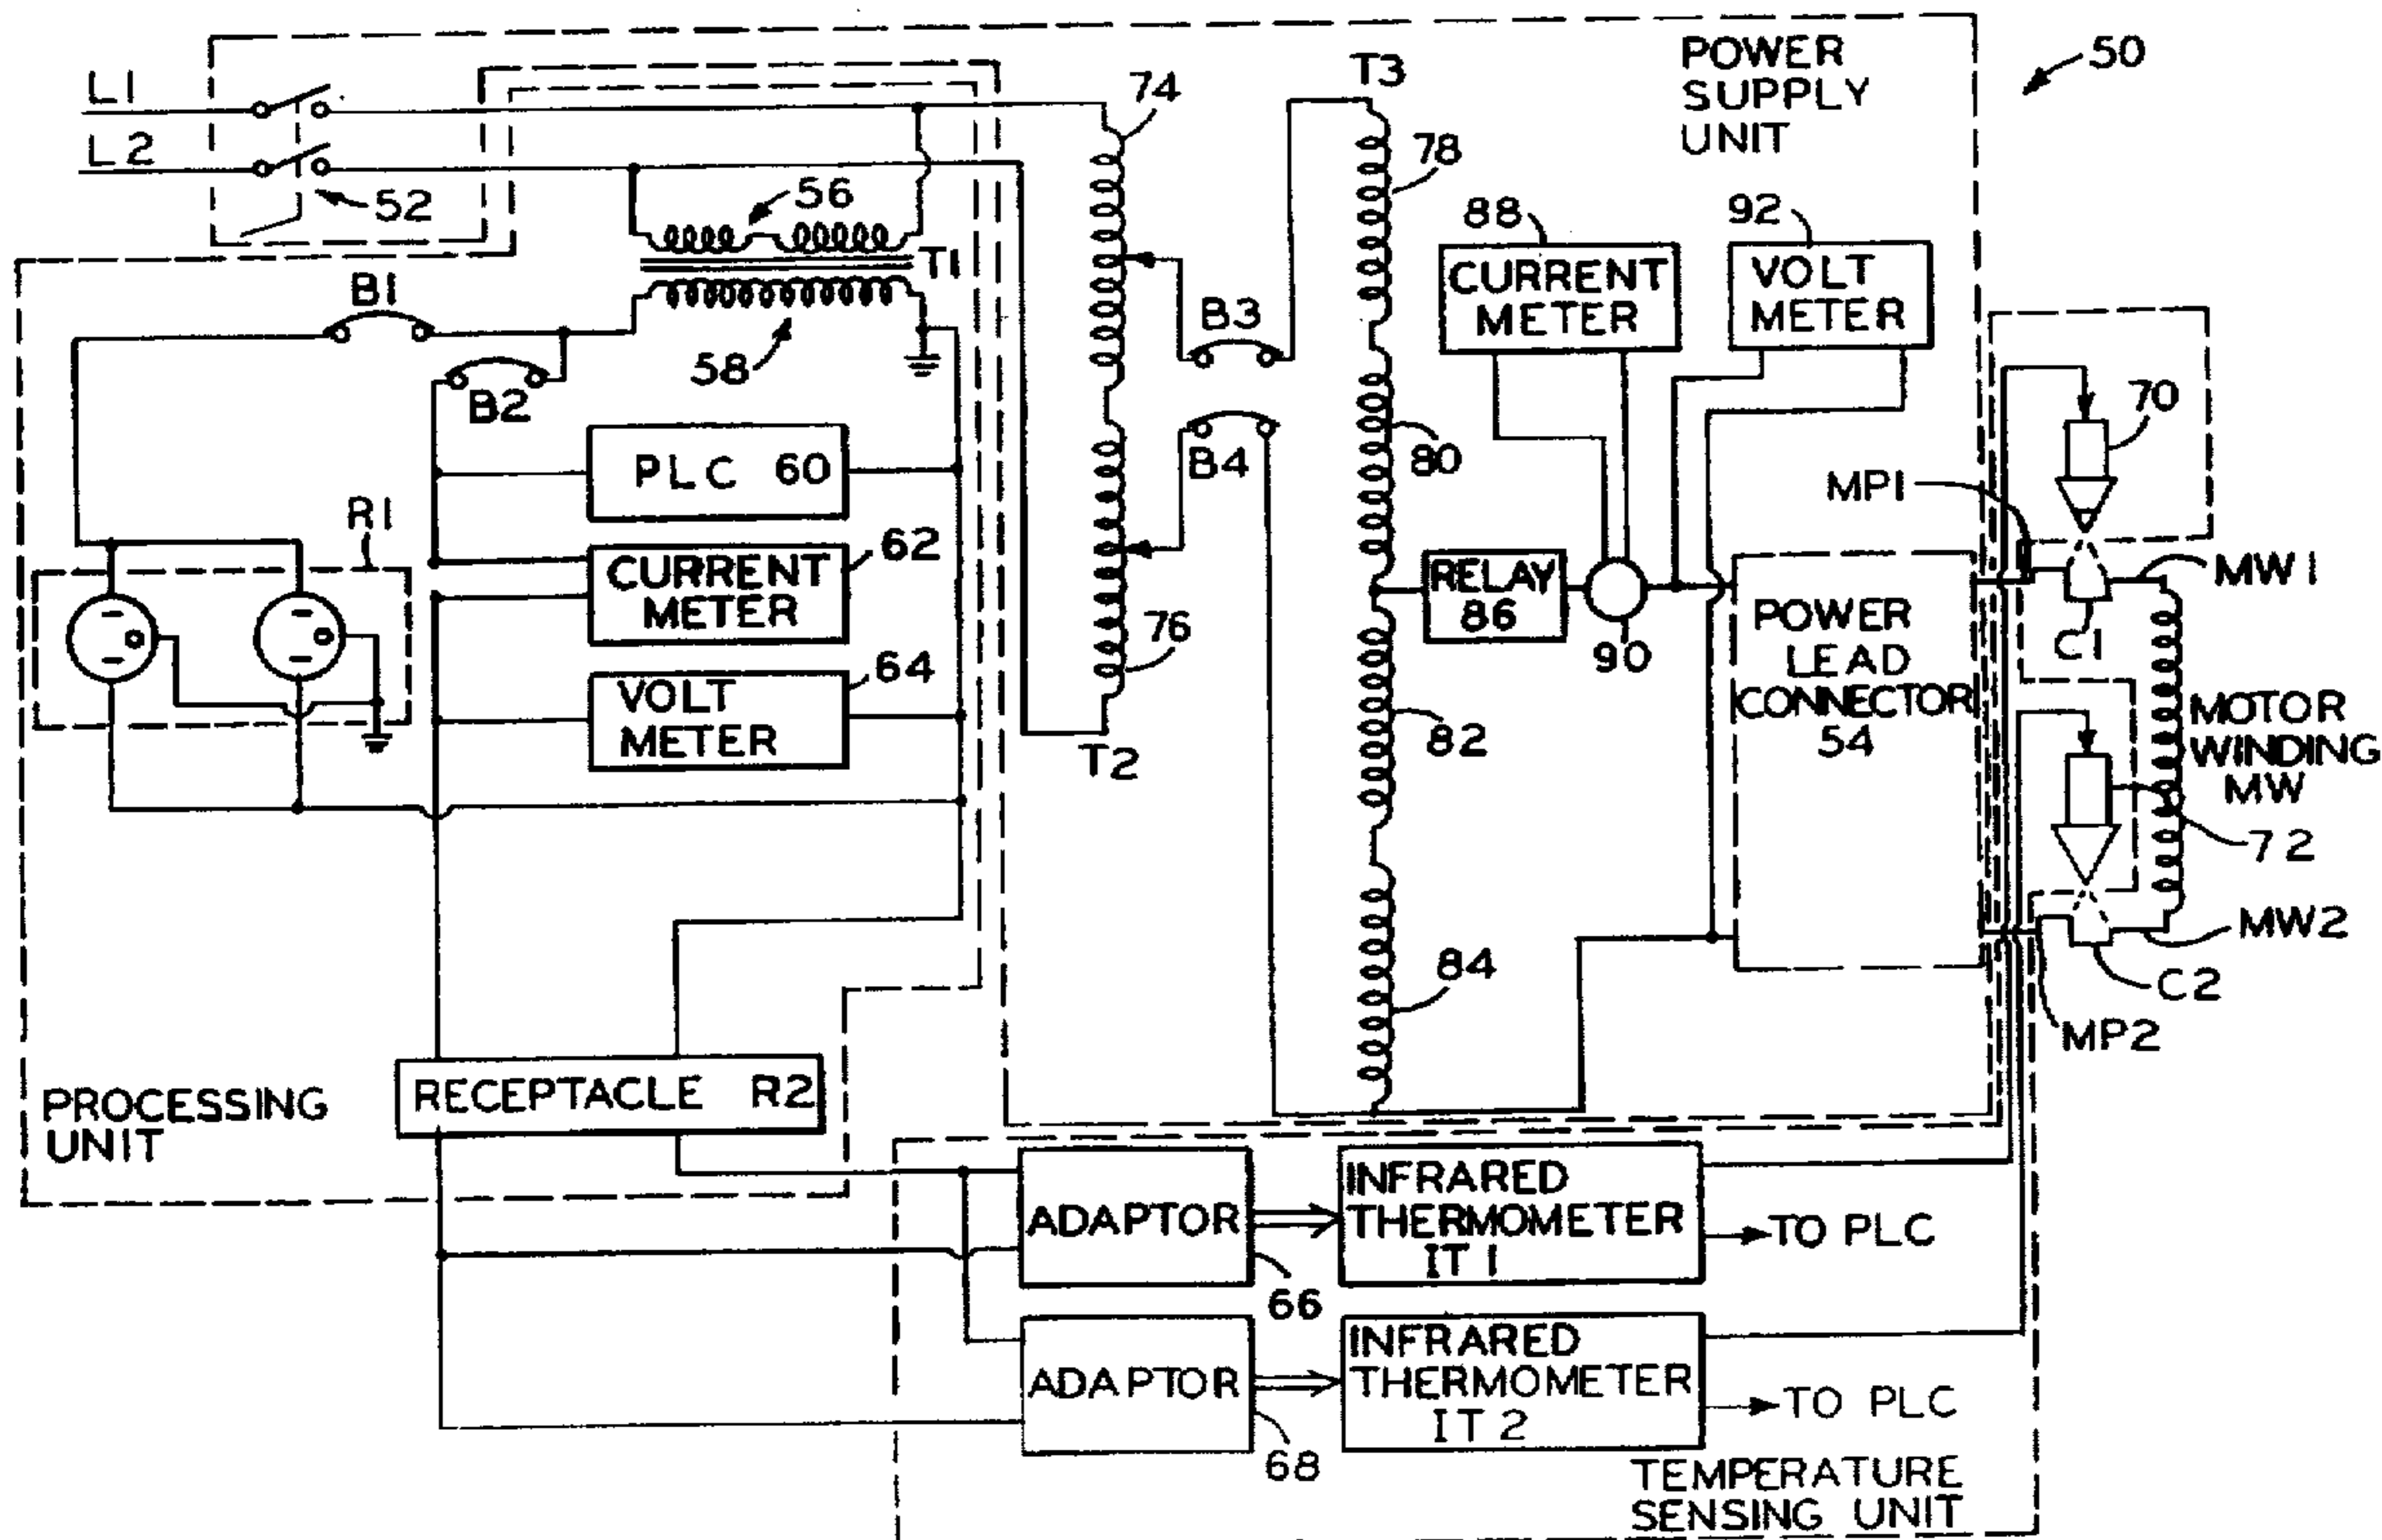 POWER
SUPPLY
UNIT
50
L1
L2
52
56
T1
58
B1
B2
74
T3
78
88
92
CURRENT
METER
VOLT
METER
B3
B4
80
70
MP1
PLC 60
R1
CURRENT
METER
62
VOLT
METER
64
76
T2
RELAY
86
90
POWER
LEAD
CONNECTOR
54
MW1
C1
MOTOR
WINDING
MW
72
82
84
MW2
C2
MP2
PROCESSING
UNIT
RECEPTACLE R2
ADAPTOR
66
INFRARED
THERMOMETER
IT 1
TO PLC
ADAPTOR
68
INFRARED
THERMOMETER
IT 2
TO PLC
TEMPERATURE
SENSING UNIT